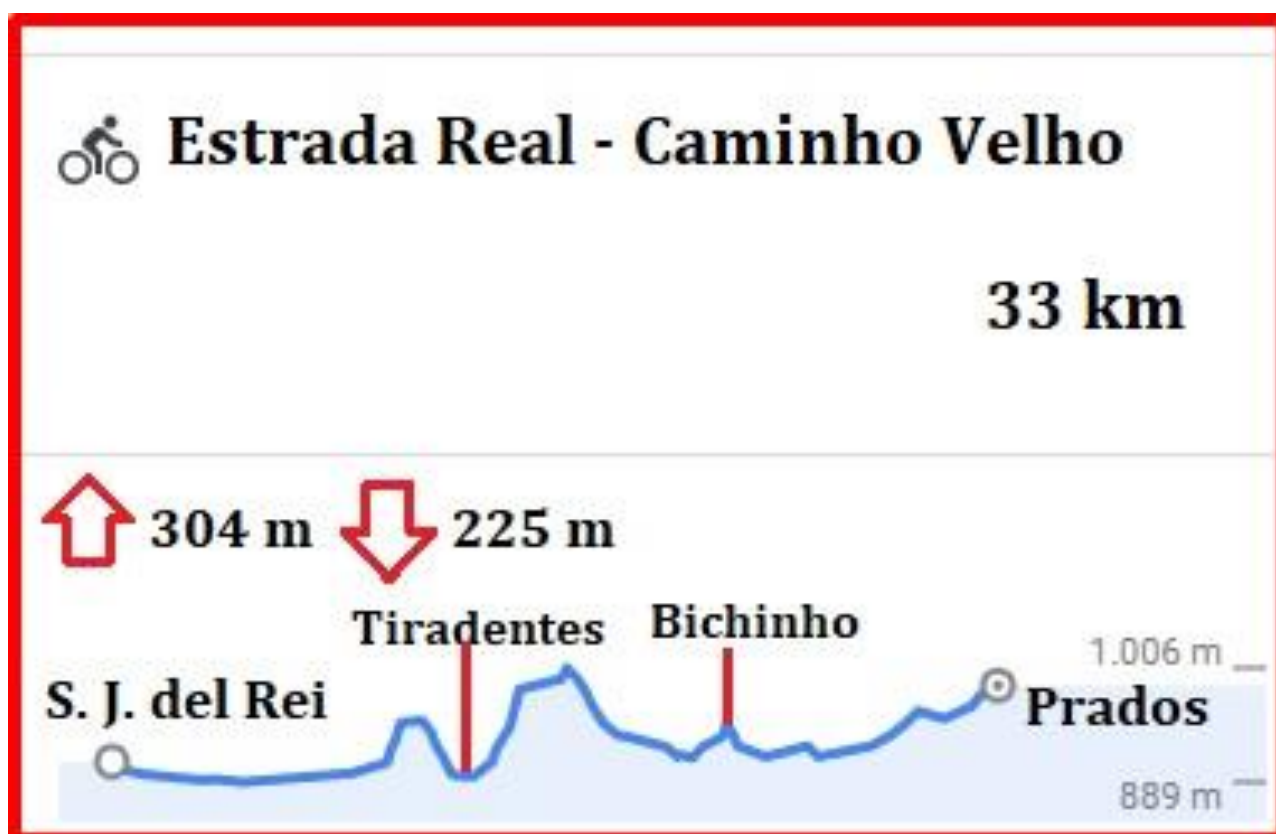 Estrada Real - Caminho Velho
33 km
304 m 225 m
Tiradentes Bichinho
1.006 m
S. J. del Rei Prados
889 m